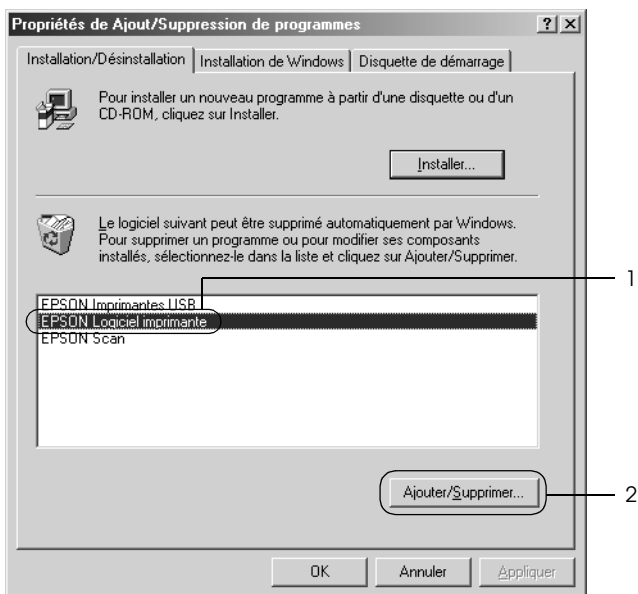 Propriétés de Ajout/Suppression de programmes
Installation/Désinstallation
Installation de Windows
Disquette de démarrage
Pour installer un nouveau programme à partir d'une disquette ou d'un
CD-ROM, cliquez sur Installer.
Installer...
Le logiciel suivant peut être supprimé automatiquement par Windows.
Pour supprimer un programme ou pour modifier ses composants
installés, sélectionnez-le dans la liste et cliquez sur Ajouter/Supprimer.
1
EPSON Imprimantes USB
EPSON Logiciel imprimante
EPSON Scan
Ajouter/Supprimer...
2
OK
Annuler
Appliquer